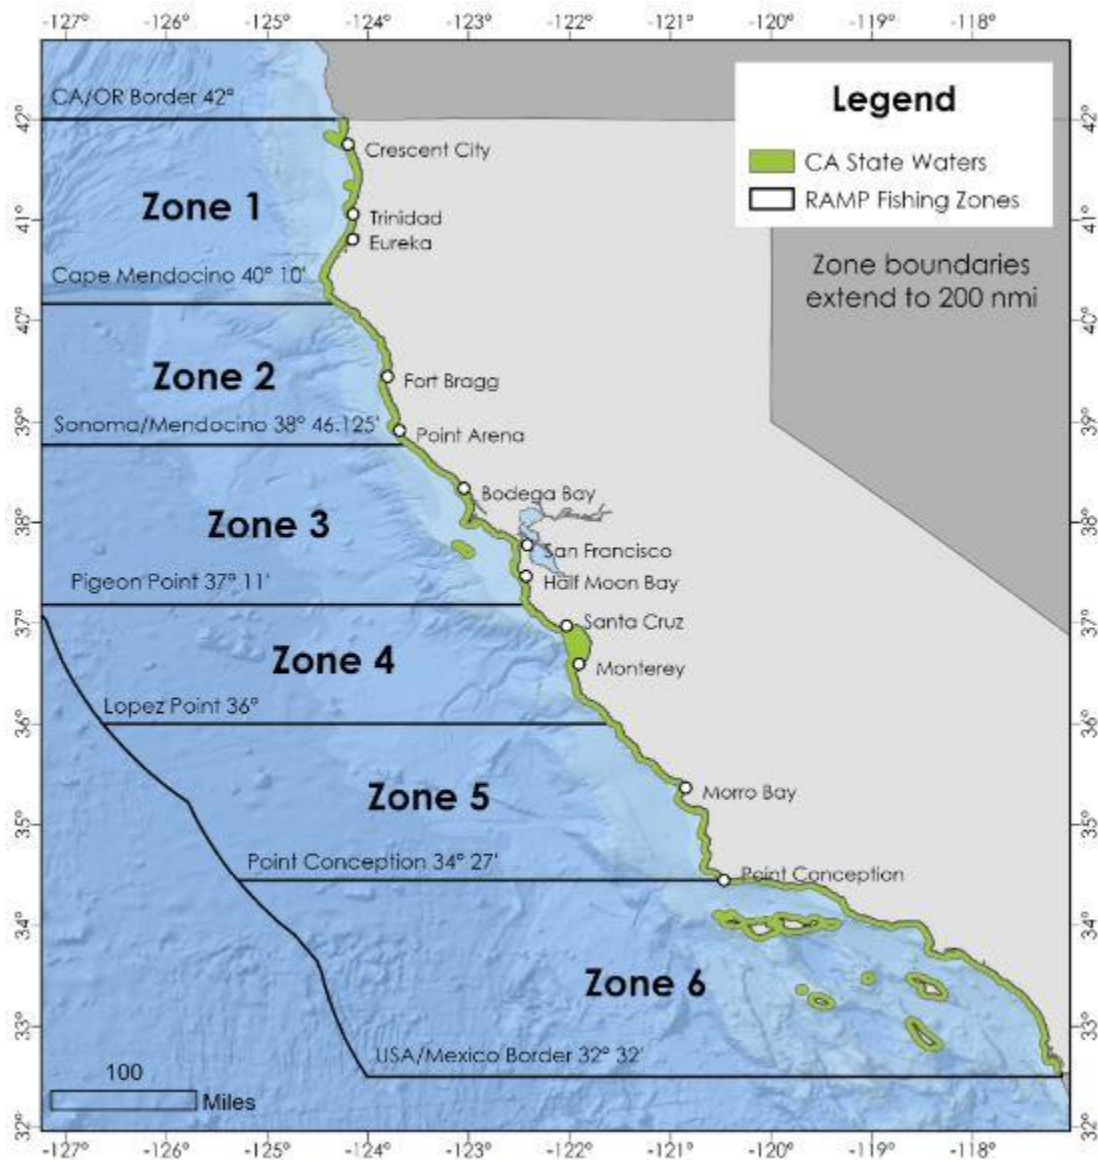 -127° -126° -125° -124° -123° -122° -121° -120° -119° -118°
CA/OR Border 42°
Legend
42° 42°
Crescent City
CA State Waters
Zone 1
RAMP Fishing Zones
41° Trinidad 41°
Eureka
Zone boundaries
extend to 200 nmi
Cape Mendocino 40° 10'
40° 40°
Zone 2
Fort Bragg
Sonoma/Mendocino 38° 46.125'
39° Point Arena 39°
Bodega Bay
Zone 3
38° 38°
San Francisco
Pigeon Point 37° 11'
Half Moon Bay
37° Santa Cruz 37°
Zone 4
Monterey
Lopez Point 36°
36° 36°
Zone 5
Morro Bay
35° 35°
Point Conception 34° 27'
Point Conception
34° 34°
Zone 6
33° 33°
USA/Mexico Border 32° 32'
100
Miles
32° 32°
-127° -126° -125° -124° -123° -122° -121° -120° -119° -118°